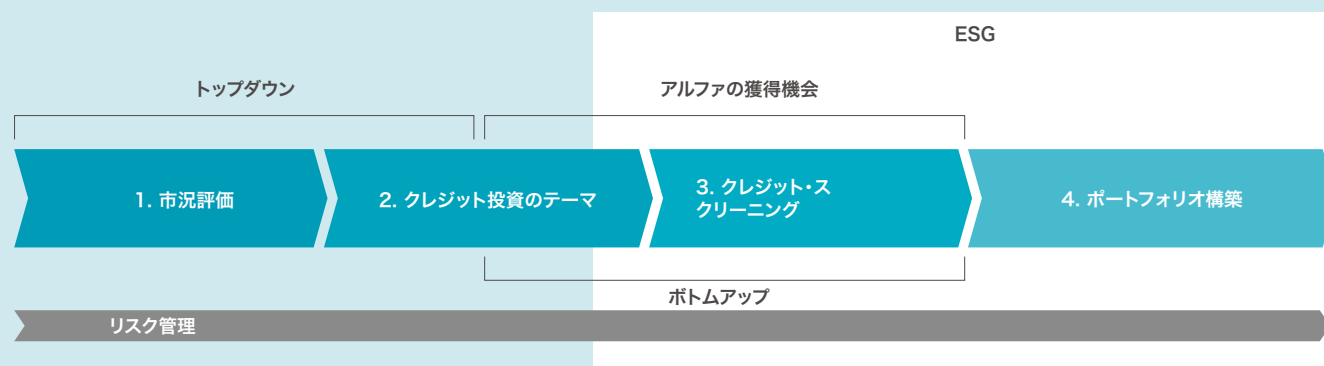 ESG
トップダウン
アルファの獲得機会
1. 市況評価
2. クレジット投資のテーマ
3. クレジット・ス
クリーニング
4. ポートフォリオ構築
ボトムアップ
リスク管理